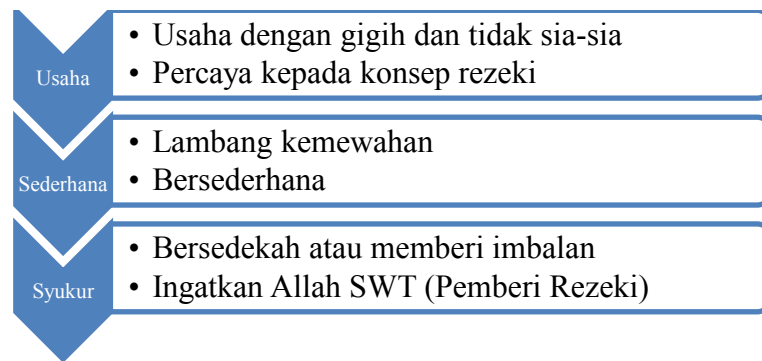 Usaha
• Usaha dengan gigih dan tidak sia-sia
• Percaya kepada konsep rezeki
Sederhana
• Lambang kemewahan
• Bersederhana
Syukur
• Bersedekah atau memberi imbalan
• Ingatkan Allah SWT (Pemberi Rezeki)